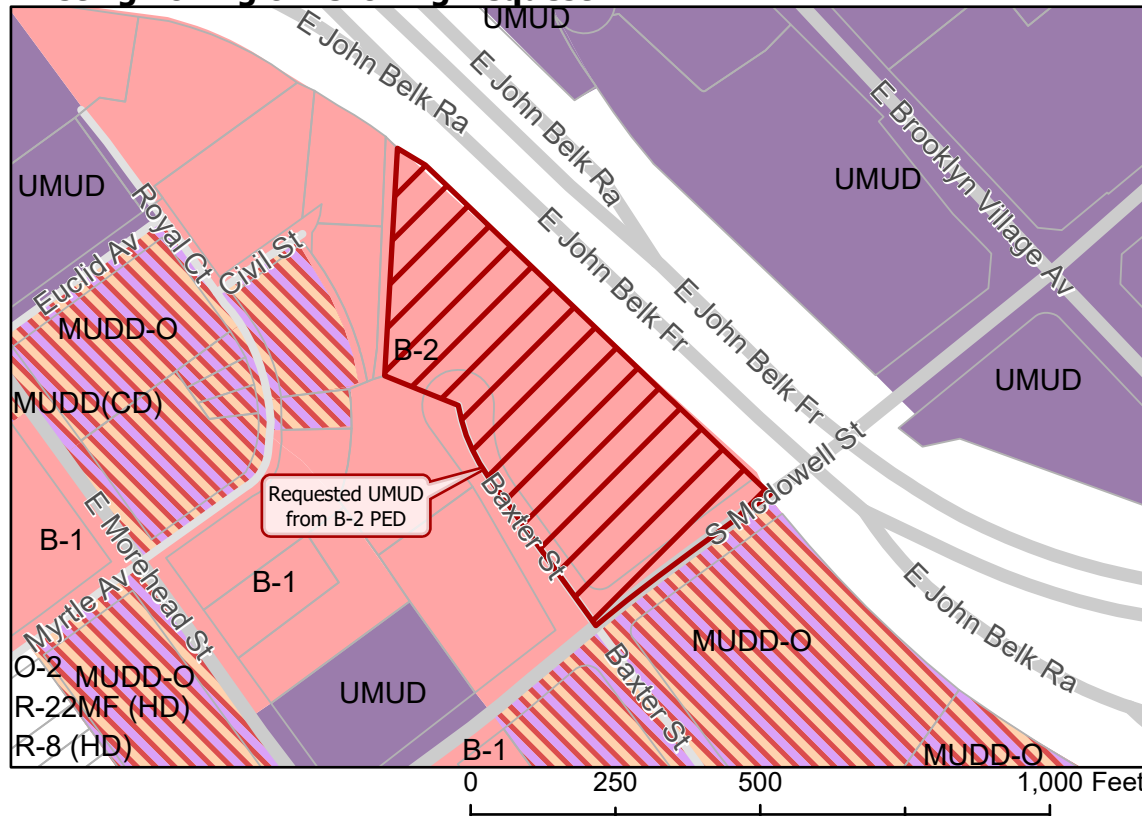 UMUD
E John Belk Ra
E John Belk Ra
E Brooklyn Village Av
UMUD
UMUD
Royal Ct
Civil St
Euclid Av
E John Belk Fr
E John Belk Fr
MUDD-O
B-2
UMUD
MUDD(CD)
S Mcdowell St
Requested UMUD
from B-2 PED
Baxter St
E Morehead St
B-1
B-1
Myrtle Av
E John Belk Ra
MUDD-O
O-2
MUDD-O
R-22MF (HD)
UMUD
Baxter St
R-8 (HD)
B-1
MUDD-O
0 250 500 1,000 Feet